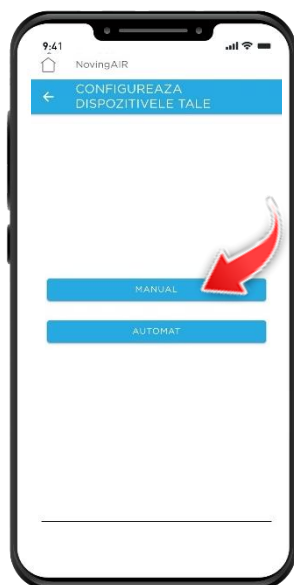 9:41
NovingAIR
CONFIGUREAZA
DISPOZITIVELE TALE
MANUAL
AUTOMAT